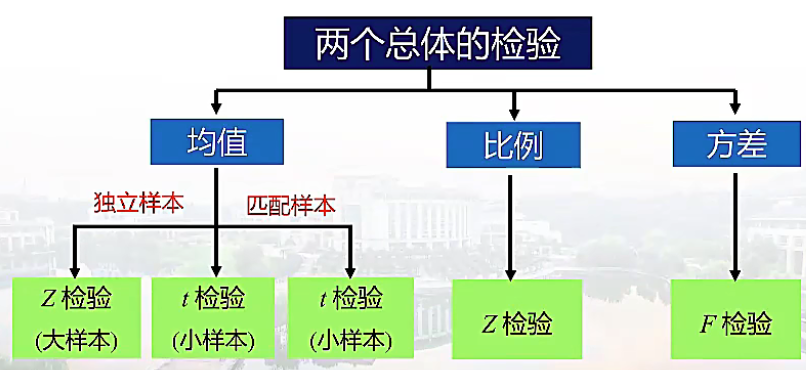 两个总体的检验
均值
比例
方差
独立样本
匹配样本
Z 检验
(大样本)
t 检验
(小样本)
t 检验
(小样本)
Z 检验
F 检验